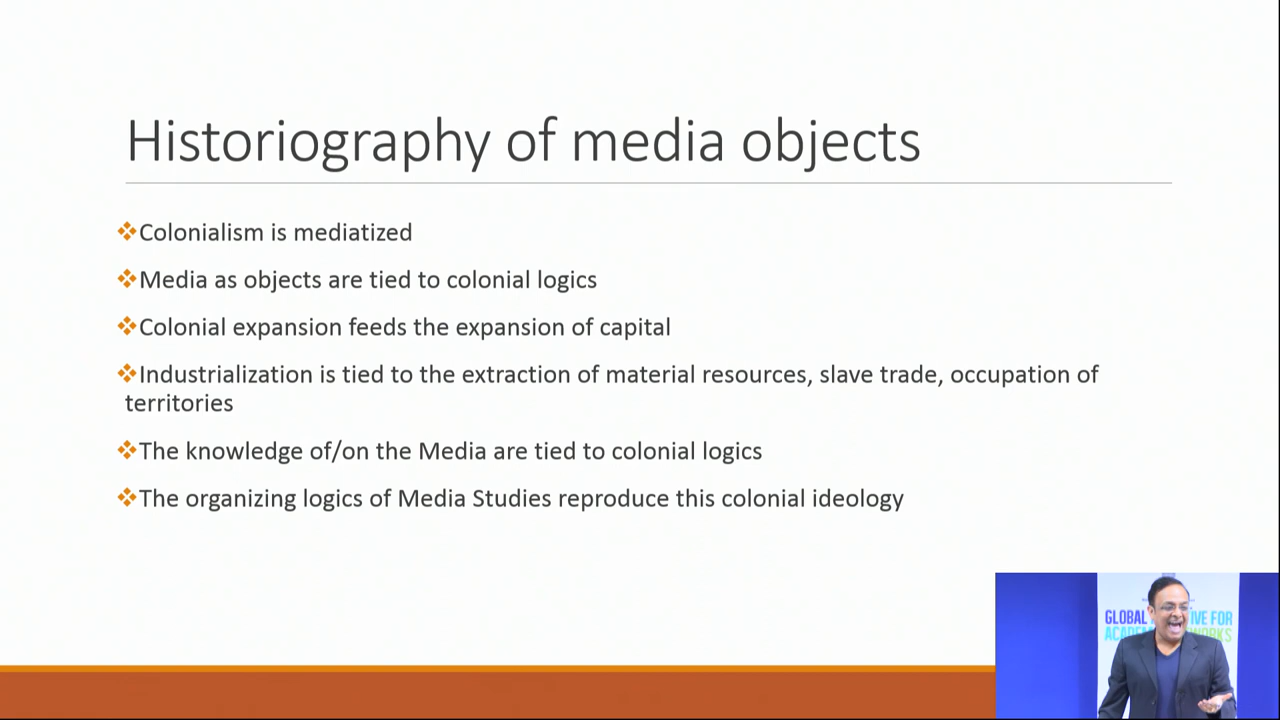 Historiography of media objects
Colonialism is mediatized
Media as objects are tied to colonial logics
Colonial expansion feeds the expansion of capital
Industrialization is tied to the extraction of material resources, slave trade, occupation of
territories
The knowledge of/on the Media are tied to colonial logics
The organizing logics of Media Studies reproduce this colonial ideology
GLOBAL IVE FOR